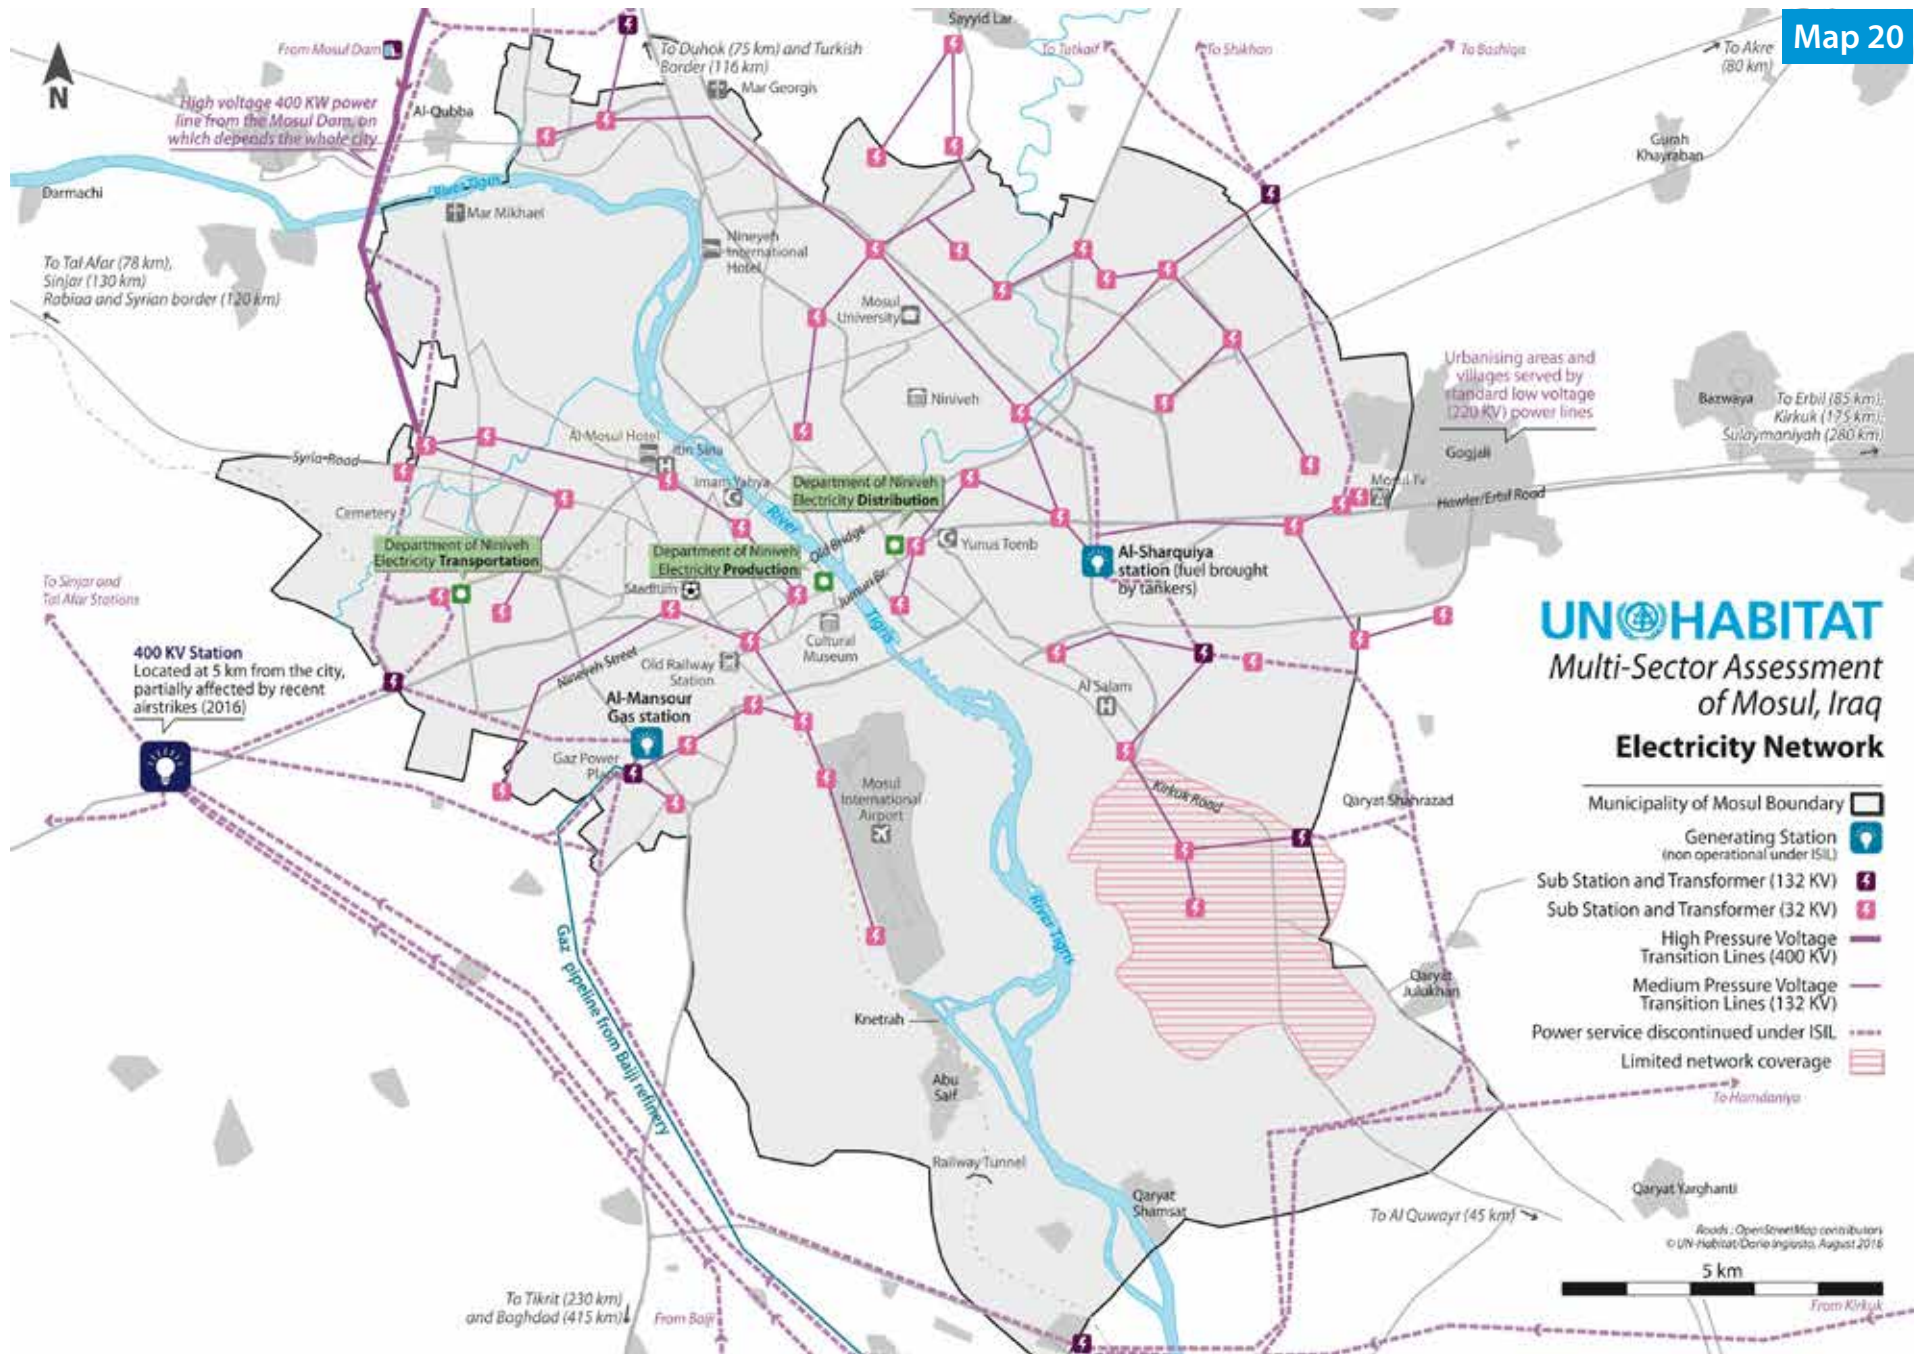 Map 20
N
From Mosul Dam
High voltage 400 KW power
line from the Mosul Dam, on
which depends the whole city
Al-Qubba
To Duhok (75 km) and Turkish
Border (116 km)
Mar Georgis
Sayyid Lar
To Shikhan
To Bashiqa
To Akre
(80 km)
Gurah
Khayraban
Darmachi
River Tigris
Mar Mikhael
Nineveh
International
Hotel
To Tal Afar (78 km),
Sinjar (130 km)
Rabiaa and Syrian border (120 km)
Mosul
University
Niniveh
Urbanising areas and
villages served by
standard low voltage
(220 KV) power lines
Bazwaya
To Erbil (85 km),
Kirkuk (175 km),
Sulaymaniyah (280 km)
Gogjali
Mosul Tv
Hawler/Erbil Road
Syria Road
Al-Mosul Hotel
Ibn Sina
Imam Yahya
Cemetery
River
Department of Niniveh
Electricity Distribution
Department of Niniveh
Electricity Transportation
Department of Niniveh
Electricity Production
Old Bridge
Yunus Tomb
Al-Sharquiya
station (fuel brought
by tankers)
Stadium
Tigris
Cultural
Museum
To Sinjar and
Tal Afar Stations
400 KV Station
Located at 5 km from the city,
partially affected by recent
airstrikes (2016)
Nineveh Street
Old Railway
Station
Al-Mansour
Gas station
Al Salam
Gaz Power
Mosul
International
Airport
Kirkuk Road
Qaryat Shahrazad
UN HABITAT
Multi-Sector Assessment
of Mosul, Iraq
Electricity Network
Municipality of Mosul Boundary
Generating Station
(non operational under ISIL)
Sub Station and Transformer (132 KV)
Sub Station and Transformer (32 KV)
High Pressure Voltage
Transition Lines (400 KV)
Medium Pressure Voltage
Transition Lines (132 KV)
Power service discontinued under ISIL
Limited network coverage
Gaz pipeline from Baiji refinery
River Tigris
Qaryat
Julukhan
Knetrah
Abu
Saif
Railway Tunnel
Qaryat
Shamsat
To Hamdaniya
Qaryat Yarghanti
To Al Quwayr (45 km)
Roads : OpenStreetMap contributors
© UN-Habitat/Dario Ingiusto, August 2016
5 km
From Kirkuk
To Tikrit (230 km)
and Baghdad (415 km)
From Baiji